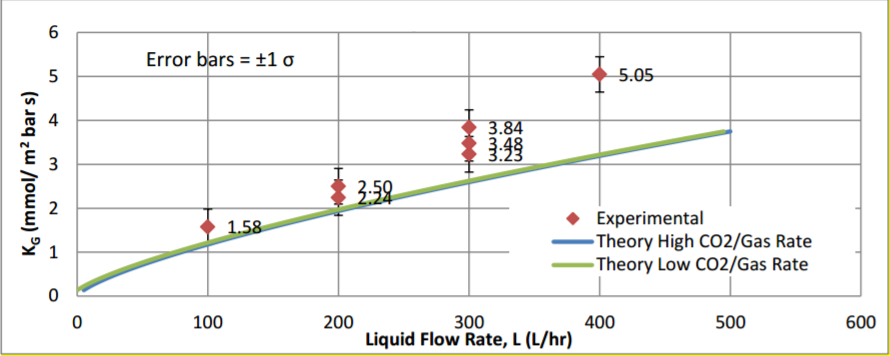 6
Error bars = ±1 σ
5
5.05
4
3.84
3.48
3.23
3
2.50
2.24
2
1.58
1
0
KG (mmol/ m² bar s)
Experimental
Theory High CO2/Gas Rate
Theory Low CO2/Gas Rate
0 100 200 300 400 500 600
Liquid Flow Rate, L (L/hr)